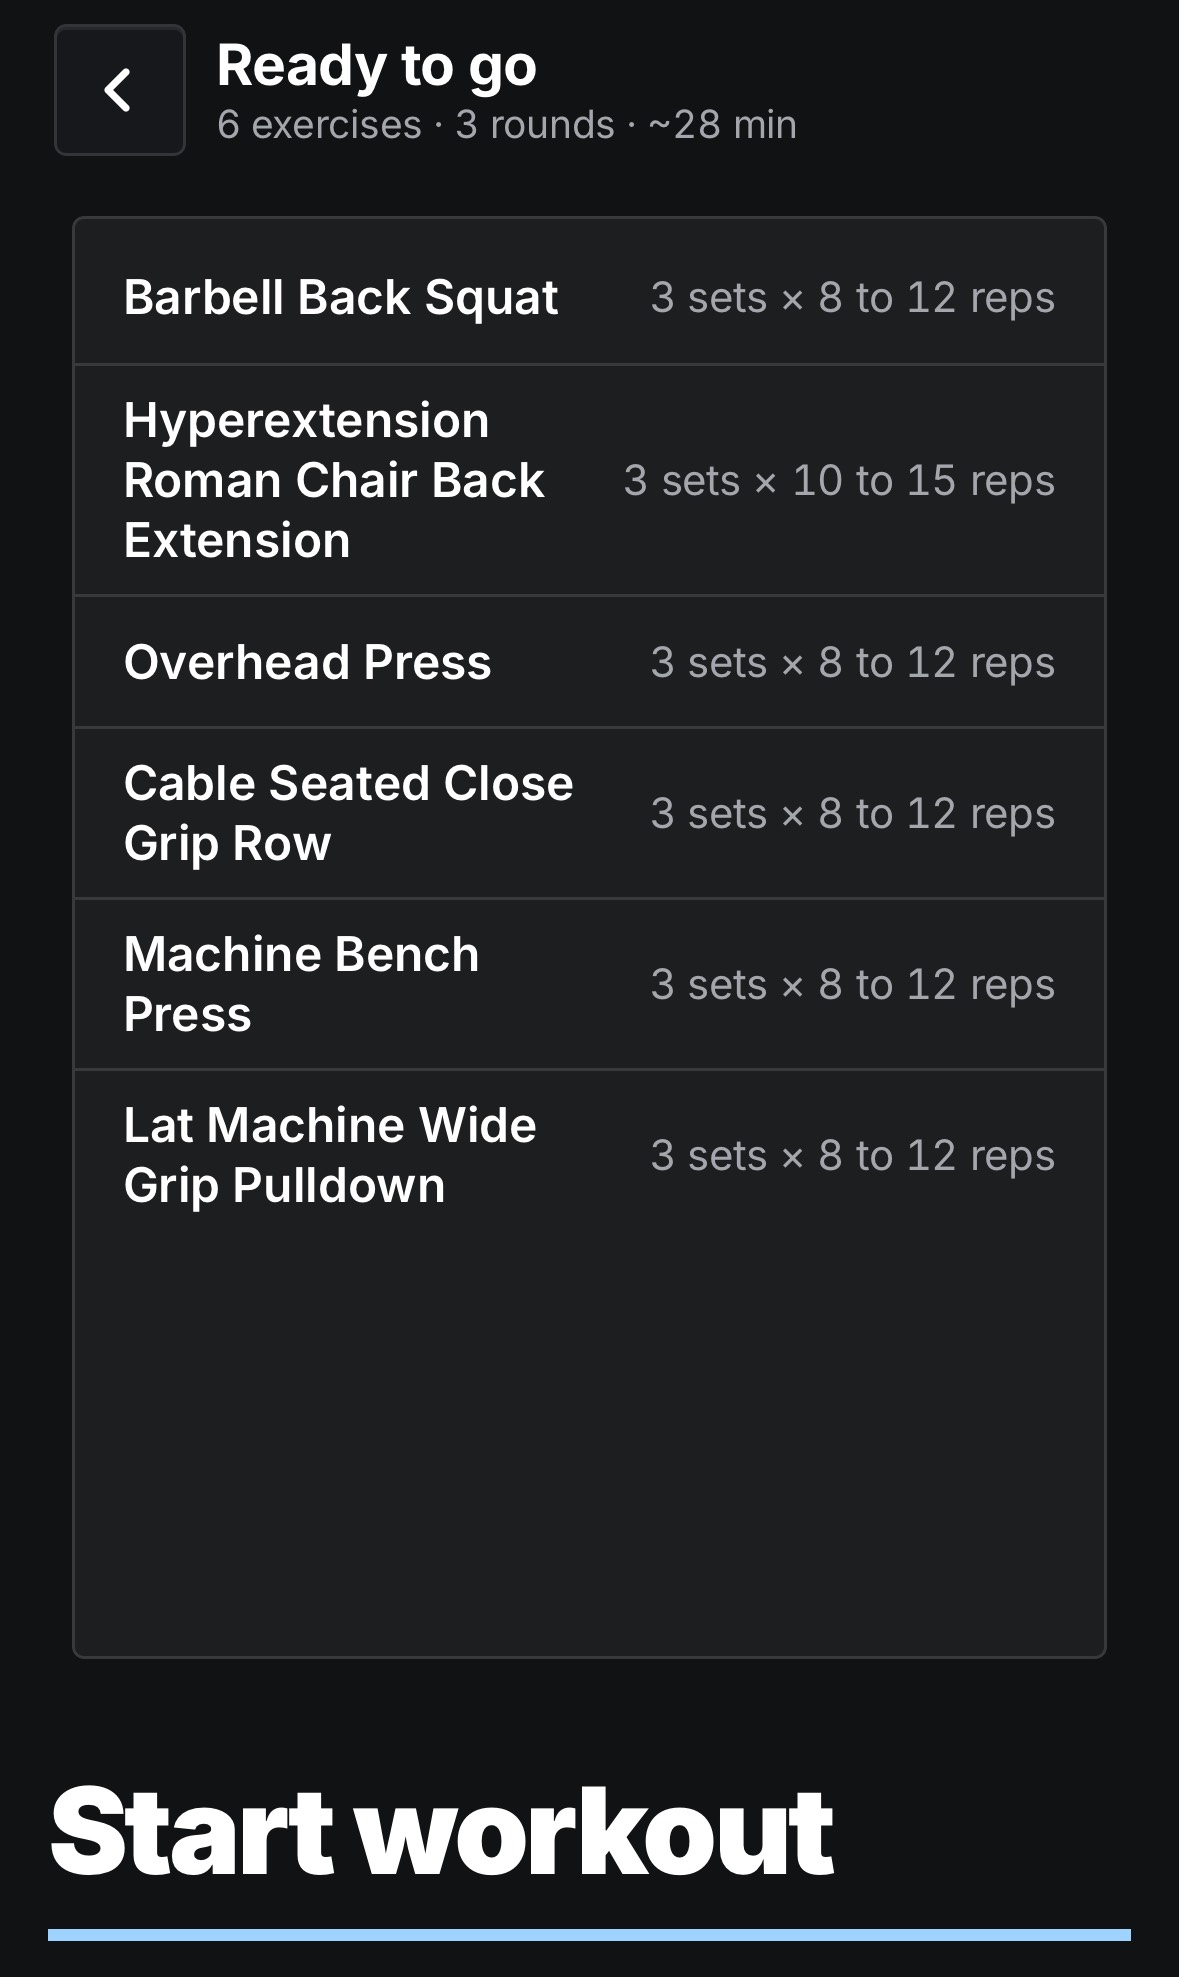 Ready to go
6 exercises · 3 rounds · ~28 min
Barbell Back Squat
3 sets × 8 to 12 reps
Hyperextension
Roman Chair Back
Extension
3 sets × 10 to 15 reps
Overhead Press
3 sets × 8 to 12 reps
Cable Seated Close
Grip Row
3 sets × 8 to 12 reps
Machine Bench
Press
3 sets × 8 to 12 reps
Lat Machine Wide
Grip Pulldown
3 sets × 8 to 12 reps
Start workout